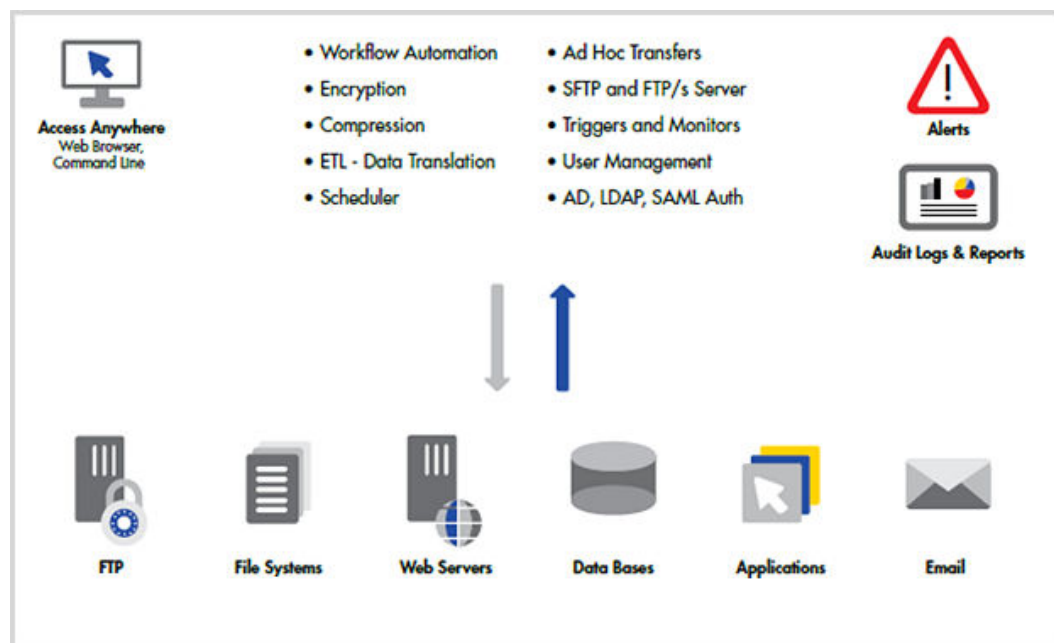 Access Anywhere
Web Browser,
Command Line
• Workflow Automation
• Encryption
• Compression
• ETL - Data Translation
• Scheduler
• Ad Hoc Transfers
• SFTP and FTP/s Server
• Triggers and Monitors
• User Management
• AD, LDAP, SAML Auth
!
Alerts
Audit Logs & Reports
FTP
File Systems
Web Servers
Data Bases
Applications
Email